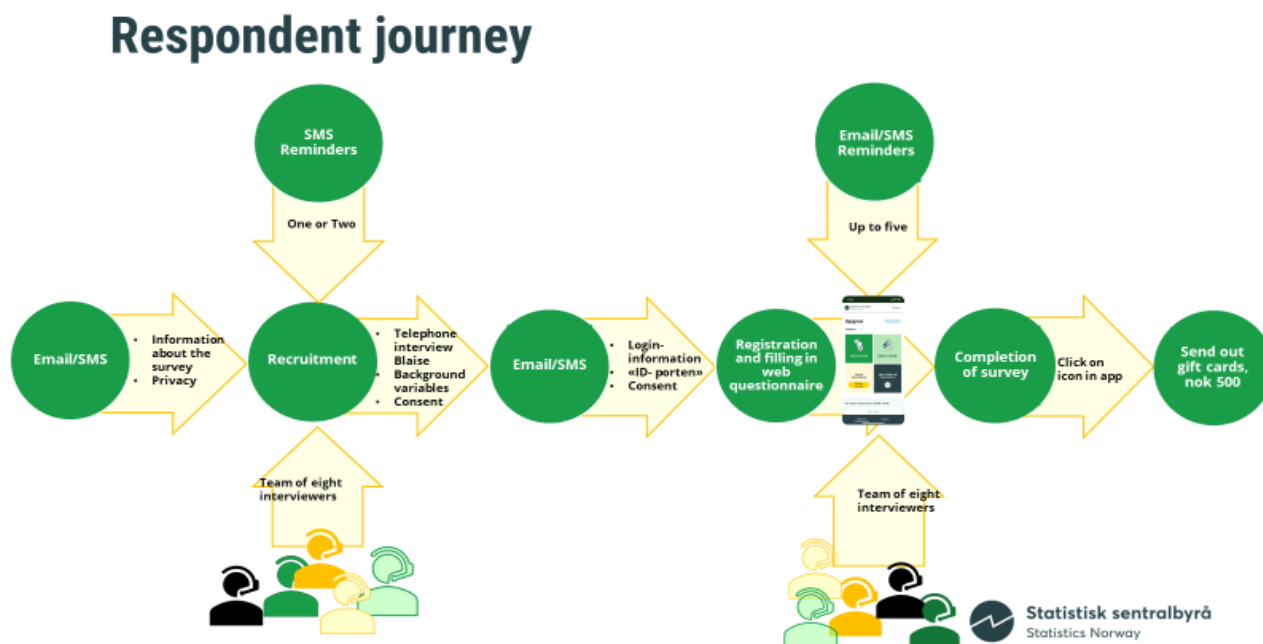 Respondent journey
SMS
Reminders
Email/SMS
Reminders
One or Two
Up to five
Email/SMS
• Information
about the
survey
• Privacy
Recruitment
• Telephone
interview
Blaise
• Background
variables
• Consent
Email/SMS
• Login-
information
«ID- porten»
• Consent
Registration
and filling in
web
questionnaire
Completion
of survey
Click on
icon in app
Send out
gift cards,
nok 500
Team of eight
interviewers
Team of eight
interviewers
Statistisk sentralbyrå
Statistics Norway